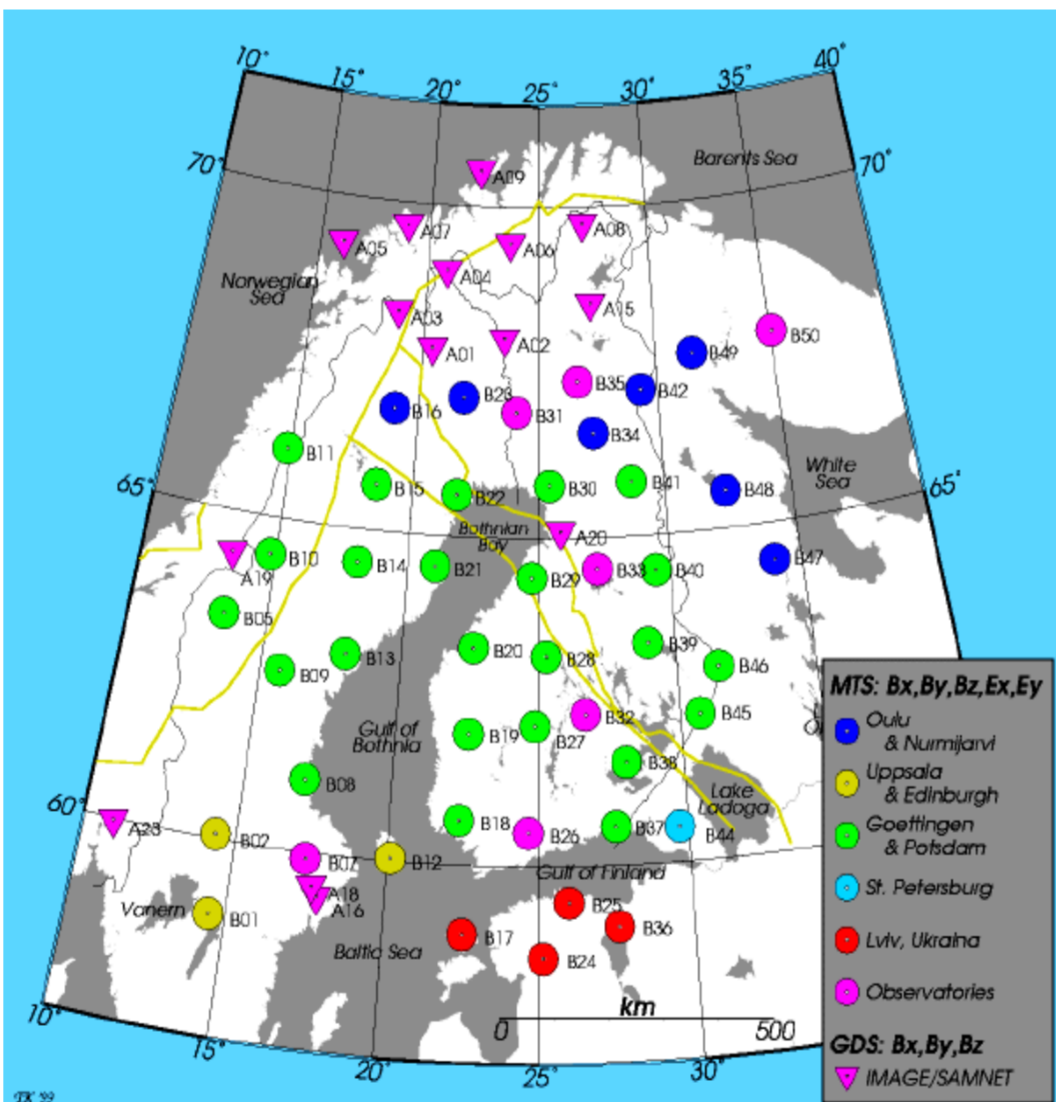 10°
15°
20°
25°
30°
35°
40°
70°
Barents Sea
70°
A09
A07
A08
A05
A06
A04
Norwegian
Sea
A03
A15
B50
A01
A02
B49
B35
B42
B23
B16
B31
B34
B11
White
Sea
65°
B15
B22
B30
B41
B48
65°
Bothnian
Bay
A20
A19
B10
B14
B21
B29
B33
B40
B47
B05
B13
B20
B28
B39
B46
B09
MTS: Bx,By,Bz,Ex,Ey
B32
B45
Gulf of
Bothnia
B19
B27
Oulu
& Nurmijarvi
B38
B08
Uppsala
& Edinburgh
Lake
Ladoga
60°
A23
B02
B18
B26
B37
B44
Goettingen
& Potsdam
B07
B12
Gulf of Finland
A18
A16
St. Petersburg
Vanern
B01
B25
B36
B17
B24
Baltic Sea
Lviv, Ukraina
km
0
500
Observatories
10°
15°
20°
25°
30°
GDS: Bx,By,Bz
IMAGE/SAMNET